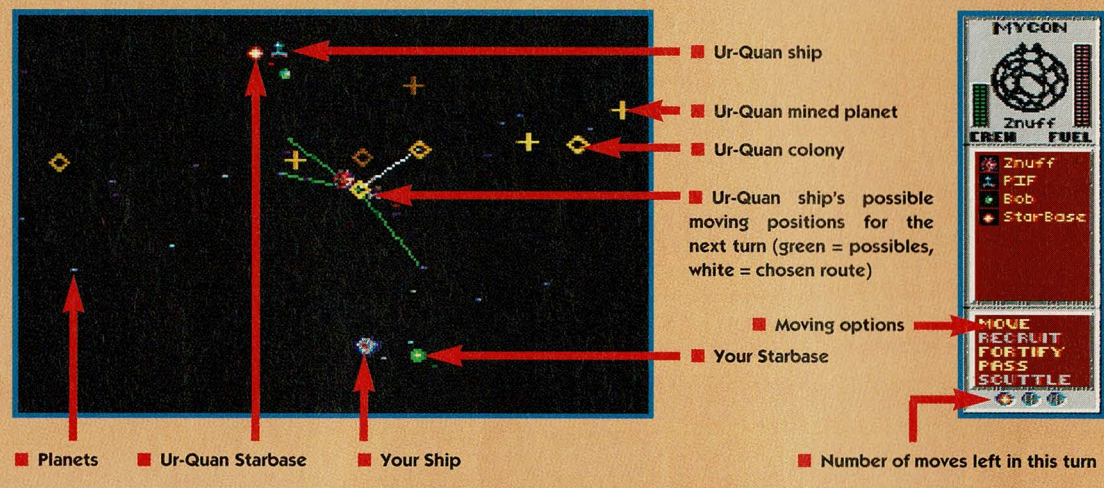 Ur-Quan ship
Ur-Quan mined planet
Ur-Quan colony
Ur-Quan ship's possible
moving positions for the
next turn (green = possibles,
white = chosen route)
Moving options
Your Starbase
Planets
Ur-Quan Starbase
Your Ship
Number of moves left in this turn
MYCON
Znuff
CREW FUEL
Znuff
PIF
Bob
StarBase
MOVE
RECRUIT
FORTIFY
PASS
SCUTTLE